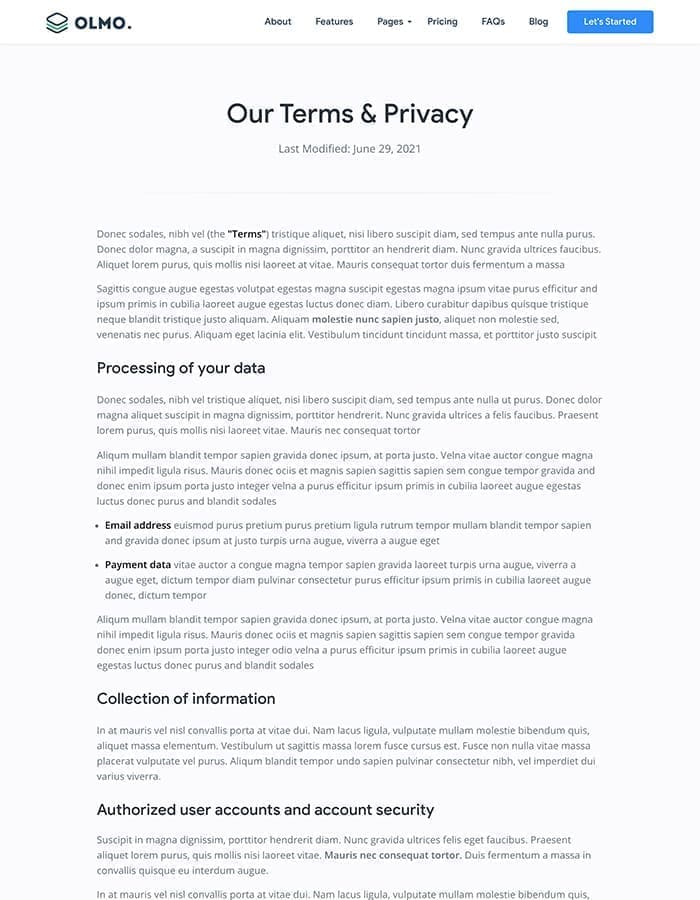 OLMO.
About Features Pages Pricing FAQs Blog Let's Started
Our Terms & Privacy
Last Modified: June 29, 2021
Donec sodales, nibh vel (the "Terms") tristique aliquet, nisi libero suscipit diam, sed tempus ante nulla purus.
Donec dolor magna, a suscipit in magna dignissim, porttitor an hendrerit diam. Nunc gravida ultrices faucibus.
Aliquet lorem purus, quis mollis nisi laoreet at vitae. Mauris consequat tortor duis fermentum a massa
Sagittis congue augue egestas volutpat egestas magna suscipit egestas magna ipsum vitae purus efficitur and
ipsum primis in cubilia laoreet augue egestas luctus donec diam. Libero curabitur dapibus quisque tristique
neque blandit tristique justo aliquam. Aliquam molestie nunc sapien justo, aliquet non molestie sed,
venenatis nec purus. Aliquam eget lacinia elit. Vestibulum tincidunt tincidunt massa, et porttitor justo suscipit
Processing of your data
Donec sodales, nibh vel tristique aliquet, nisi libero suscipit diam, sed tempus ante nulla ut purus. Donec dolor
magna aliquet suscipit in magna dignissim, porttitor hendrerit. Nunc gravida ultrices a felis faucibus. Praesent
lorem purus, quis mollis nisi laoreet vitae. Mauris nec consequat tortor
Aliqum mullam blandit tempor sapien gravida donec ipsum, at porta justo. Velna vitae auctor congue magna
nihil impedit ligula risus. Mauris donec ociis et magnis sapien sagittis sapien sem congue tempor gravida and
donec enim ipsum porta justo integer velna a purus efficitur ipsum primis in cubilia laoreet augue egestas
luctus donec purus and blandit sodales
Email address euismod purus pretium purus pretium ligula rutrum tempor mullam blandit tempor sapien
and gravida donec ipsum at justo turpis urna augue, viverra a augue eget
Payment data vitae auctor a congue magna tempor sapien gravida laoreet turpis urna augue, viverra a
augue eget, dictum tempor diam pulvinar consectetur purus efficitur ipsum primis in cubilia laoreet augue
donec, dictum tempor
Aliqum mullam blandit tempor sapien gravida donec ipsum, at porta justo. Velna vitae auctor congue magna
nihil impedit ligula risus. Mauris donec ociis et magnis sapien sagittis sapien sem congue tempor gravida
donec enim ipsum porta justo integer odio velna a purus efficitur ipsum primis in cubilia laoreet augue
egestas luctus donec purus and blandit sodales
Collection of information
In at mauris vel nisl convallis porta at vitae dui. Nam lacus ligula, vulputate mullam molestie bibendum quis,
aliquet massa elementum. Vestibulum ut sagittis massa lorem fusce cursus est. Fusce non nulla vitae massa
placerat vulputate vel purus. Aliqum blandit tempor undo sapien pulvinar consectetur nibh, vel imperdiet dui
varius viverra.
Authorized user accounts and account security
Suscipit in magna dignissim, porttitor hendrerit diam. Nunc gravida ultrices felis eget faucibus. Praesent
aliquet lorem purus, quis mollis nisi laoreet vitae. Mauris nec consequat tortor. Duis fermentum a massa in
convallis quisque eu interdum augue.
In at mauris vel nisl convallis porta at vitae dui. Nam lacus ligula, vulputate mullam molestie bibendum quis,